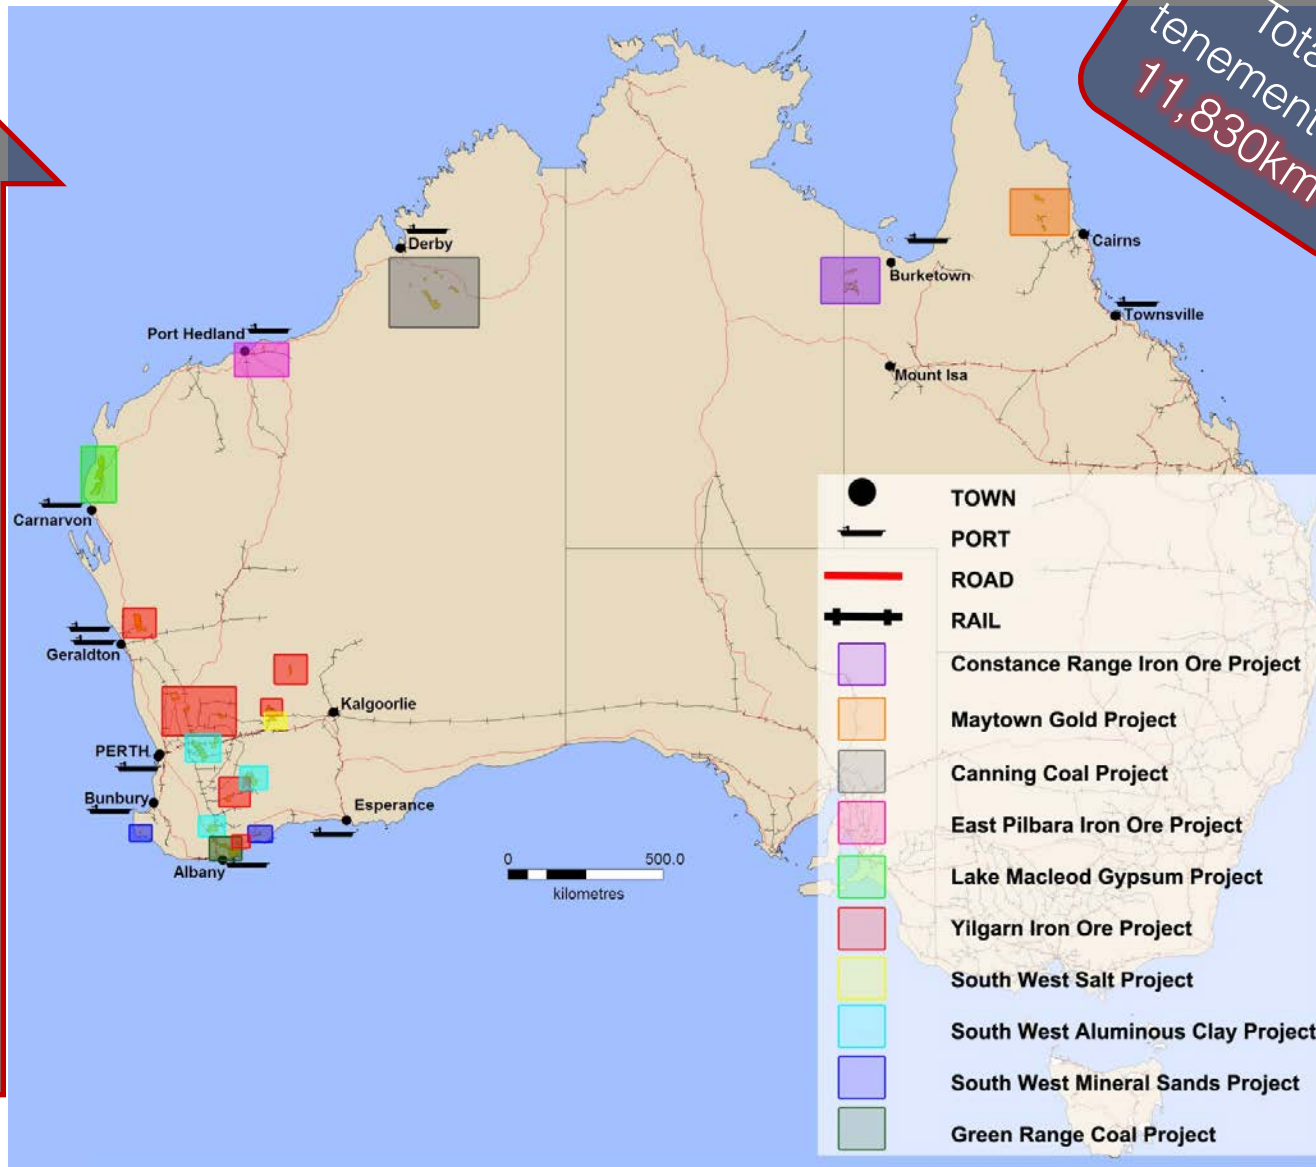 Total
tenement
11,830km
Derby
Cairns
Burketown
Townsville
Port Hedland
Mount Isa
Carnarvon
Geraldton
Kalgoorlie
PERTH
Bunbury
Esperance
Albany
0 500.0
kilometres
TOWN
PORT
ROAD
RAIL
Constance Range Iron Ore Project
Maytown Gold Project
Canning Coal Project
East Pilbara Iron Ore Project
Lake Macleod Gypsum Project
Yilgarn Iron Ore Project
South West Salt Project
South West Aluminous Clay Project
South West Mineral Sands Project
Green Range Coal Project